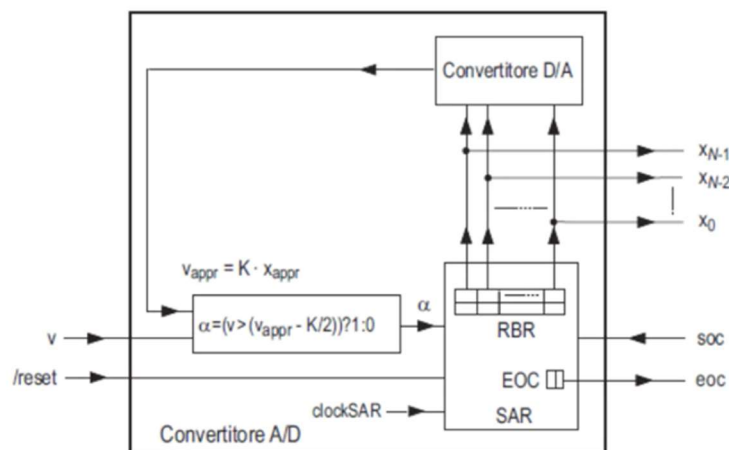 Convertitore D/A
x_{N-1}
x_{N-2}
x_0
v_{appr} = K · x_{appr}
α
α=(v>(v_{appr} - K/2))?1:0
RBR
v
soc
/reset
EOC
eoc
clockSAR
SAR
Convertitore A/D